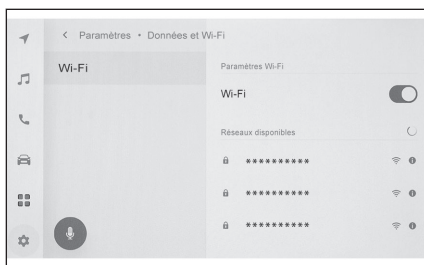 < Paramètres • Données et Wi-Fi
Wi-Fi
Paramètres Wi-Fi
Wi-Fi
Réseaux disponibles
**********
**********
**********